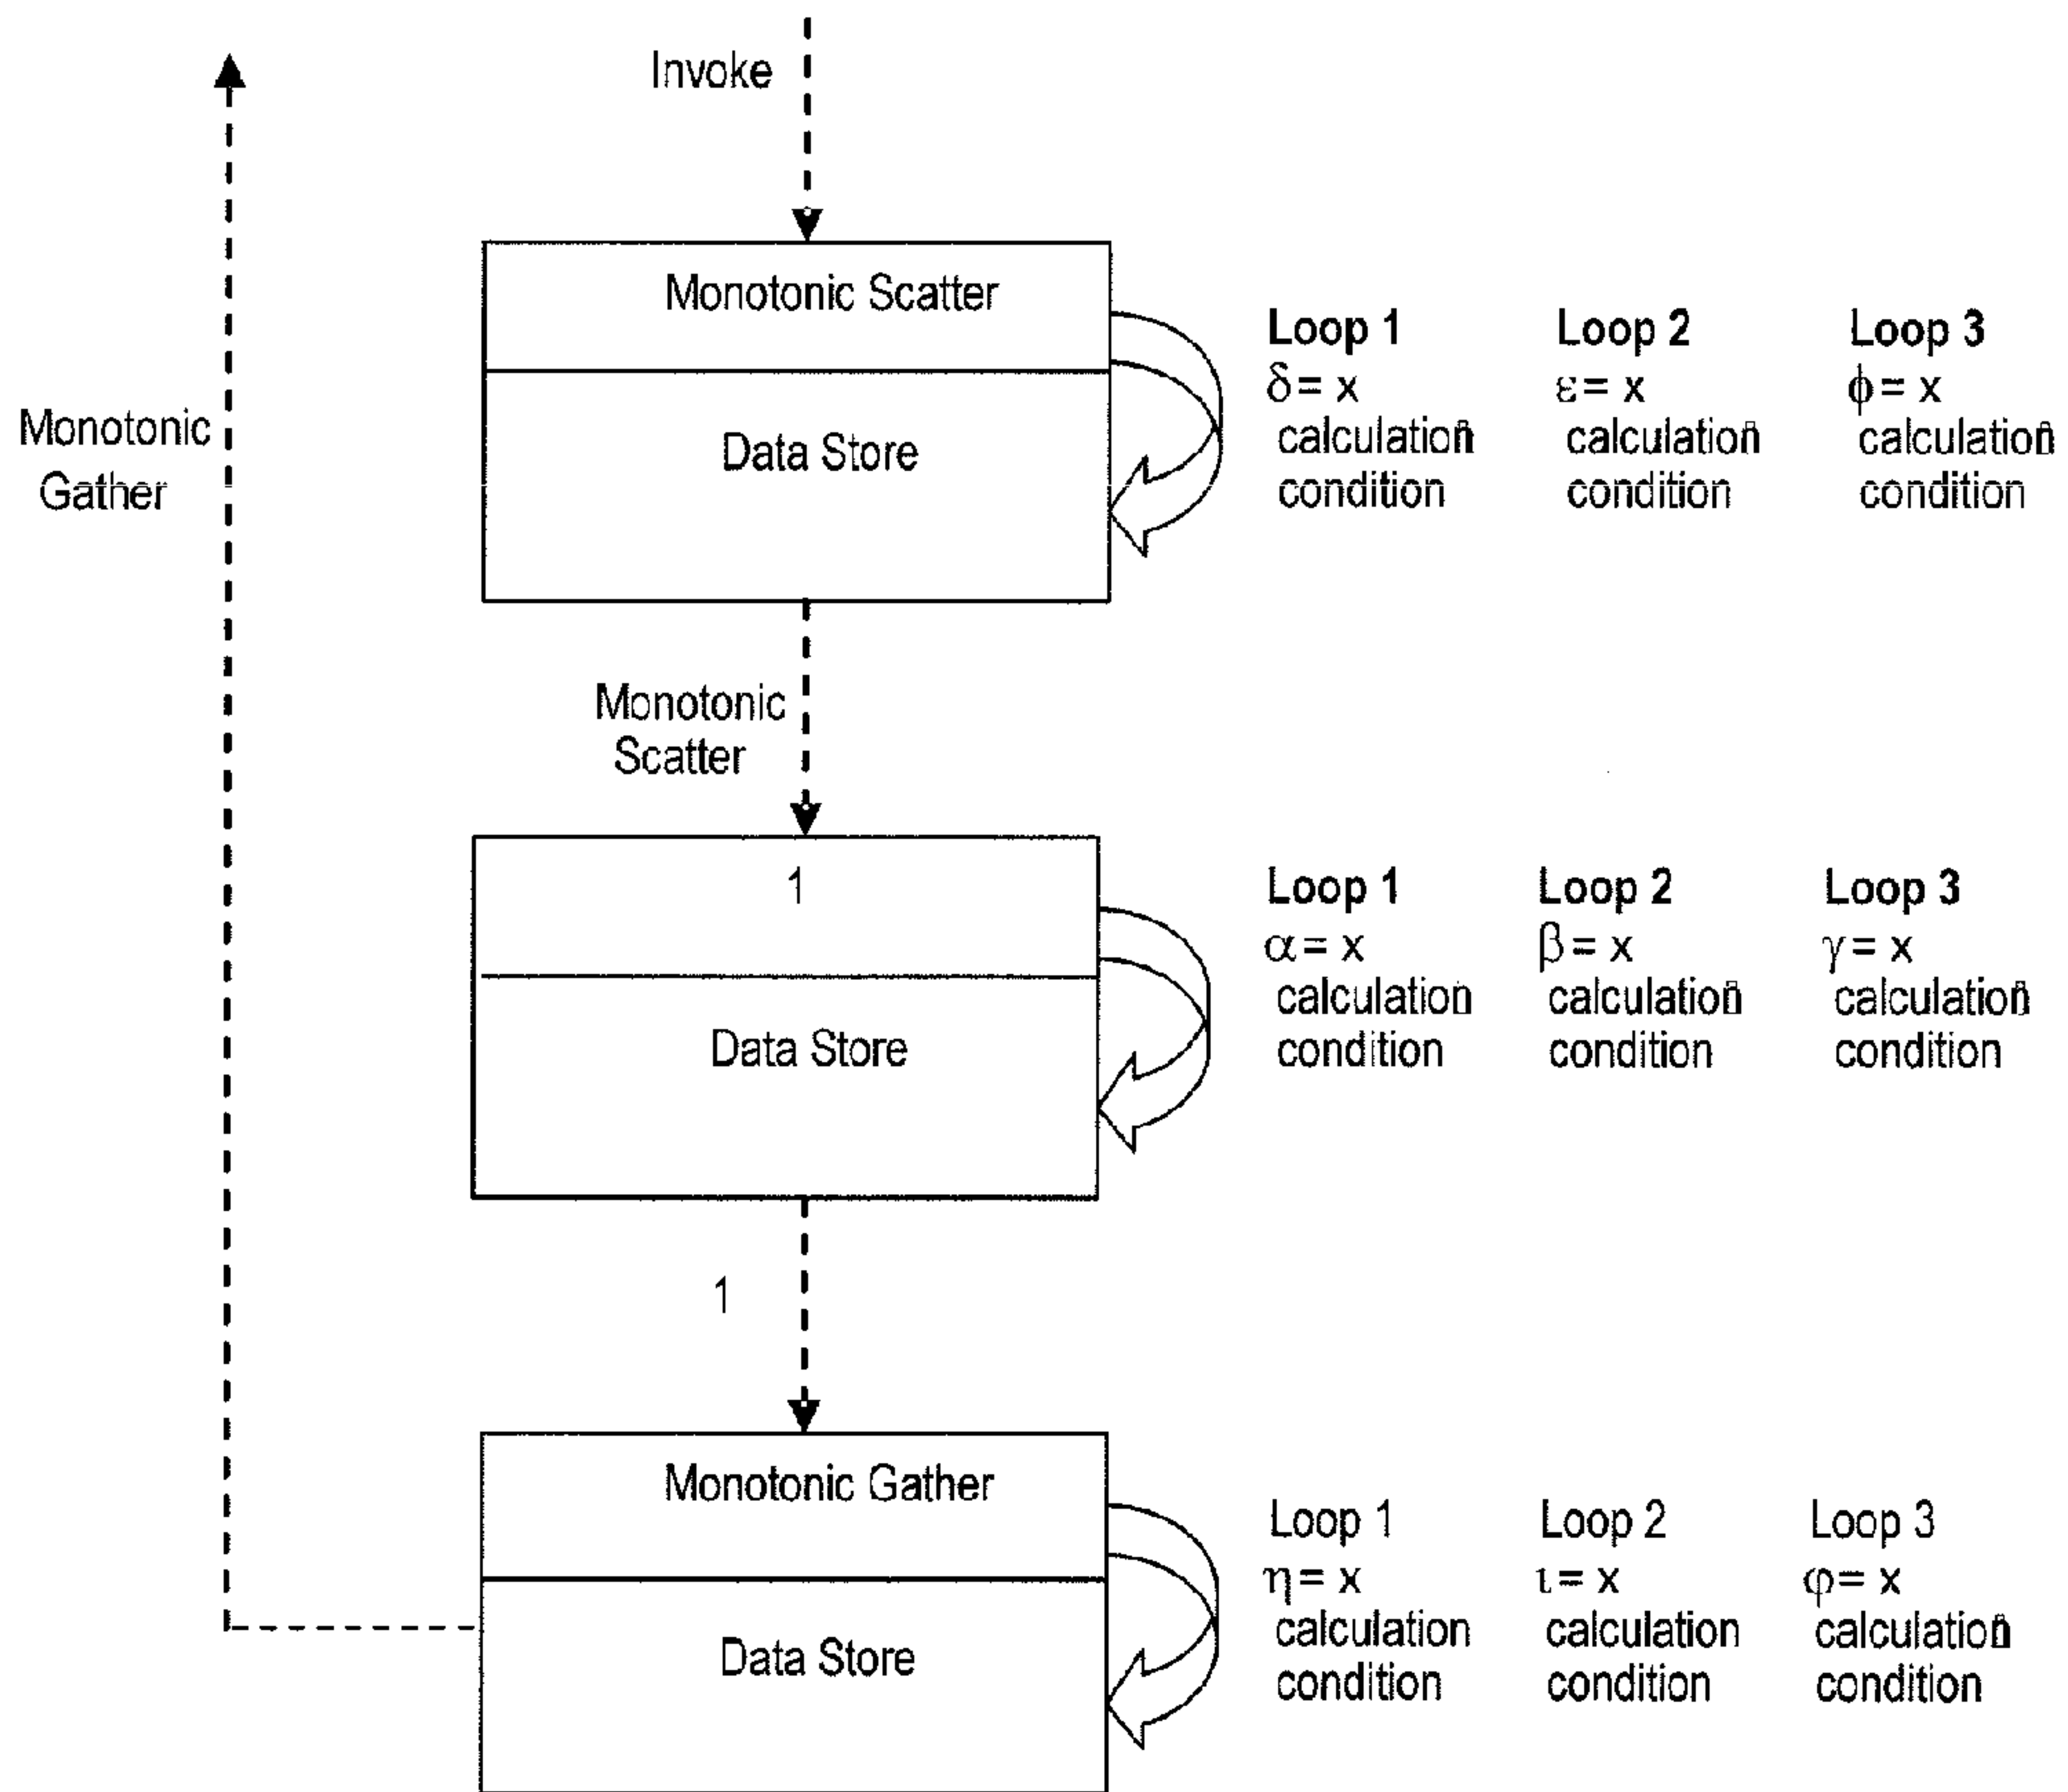 Invoke
Monotonic Scatter
Data Store
Loop 1
δ = x
calculation
condition
Loop 2
ε = x
calculation
condition
Loop 3
ϕ = x
calculation
condition
Monotonic
Gather
Monotonic
Scatter
1
Data Store
Loop 1
α = x
calculation
condition
Loop 2
β = x
calculation
condition
Loop 3
γ = x
calculation
condition
1
Monotonic Gather
Data Store
Loop 1
η = x
calculation
condition
Loop 2
ι = x
calculation
condition
Loop 3
φ = x
calculation
condition